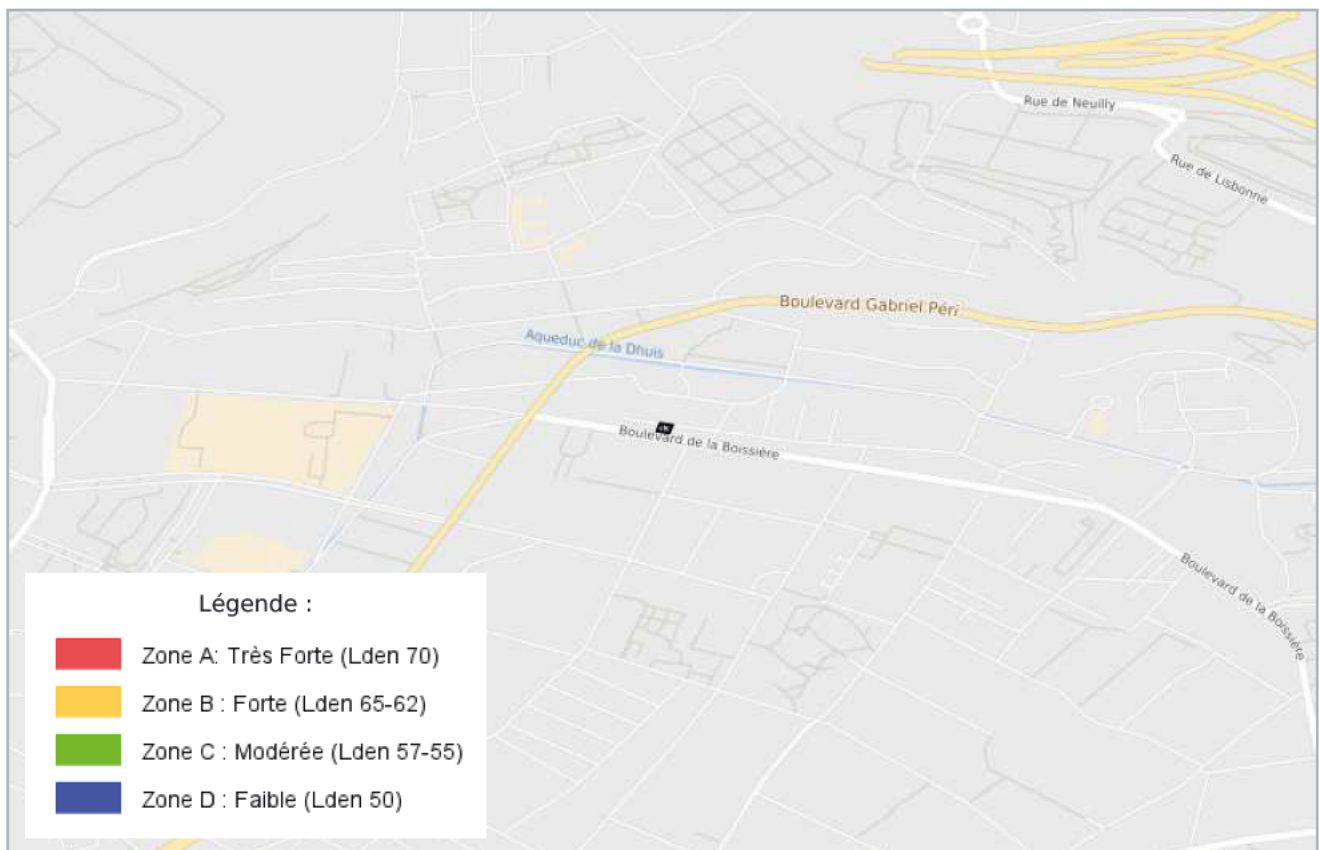 Rue de Neuilly
Rue de Lisbonne
Boulevard Gabriel Péri
Aqueduc de la Dhuis
Boulevard de la Boissière
Boulevard de la Boissière
Légende :
Zone A: Très Forte (Lden 70)
Zone B : Forte (Lden 65-62)
Zone C : Modérée (Lden 57-55)
Zone D : Faible (Lden 50)